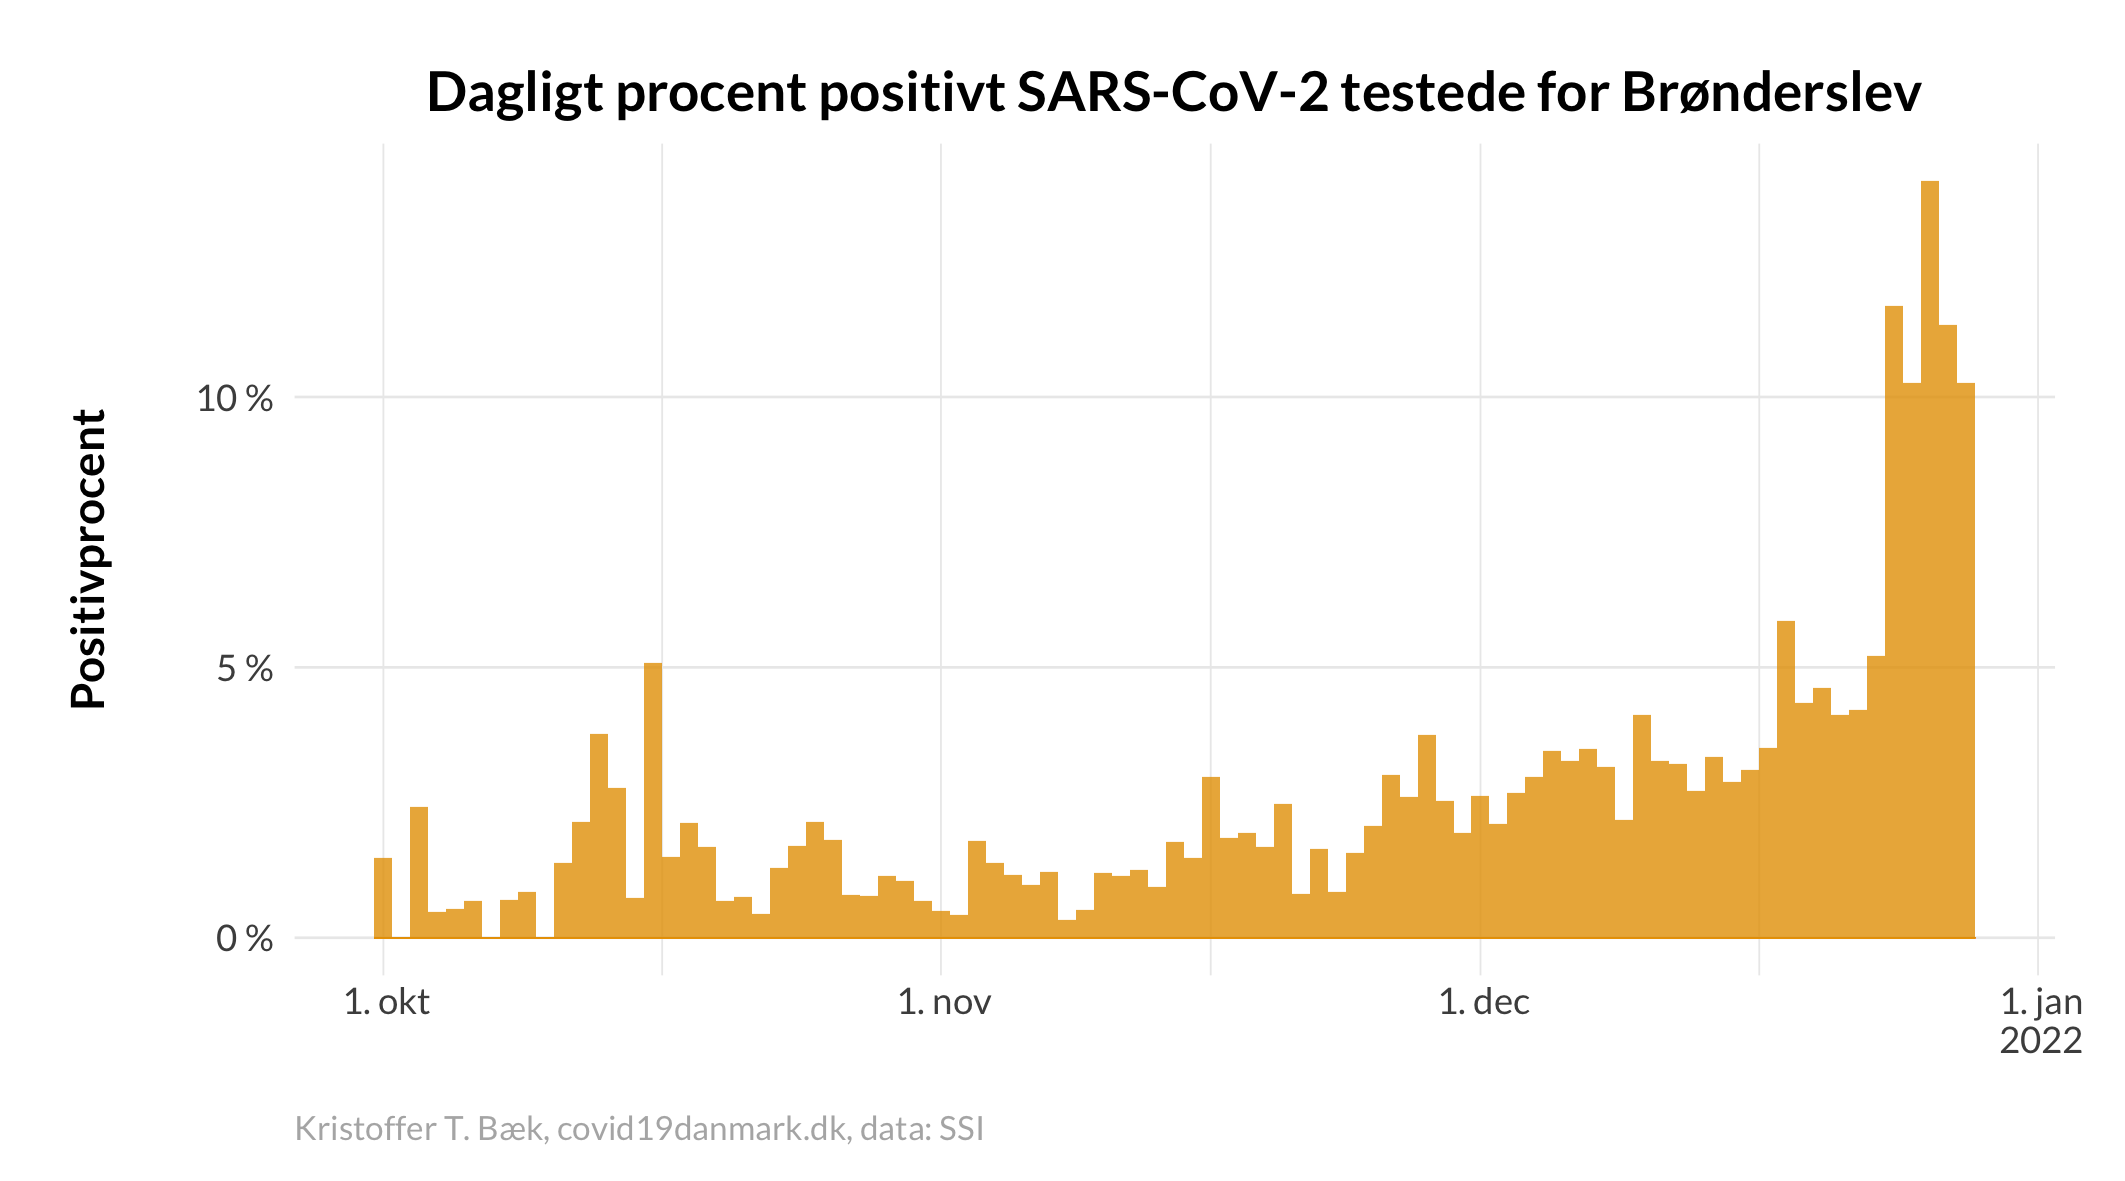 Dagligt procent positivt SARS-CoV-2 testede for Brønderslev
Positivprocent
10 %
5 %
0 %
1. okt
1. nov
1. dec
1. jan
2022
Kristoffer T. Bæk, covid19danmark.dk, data: SSI